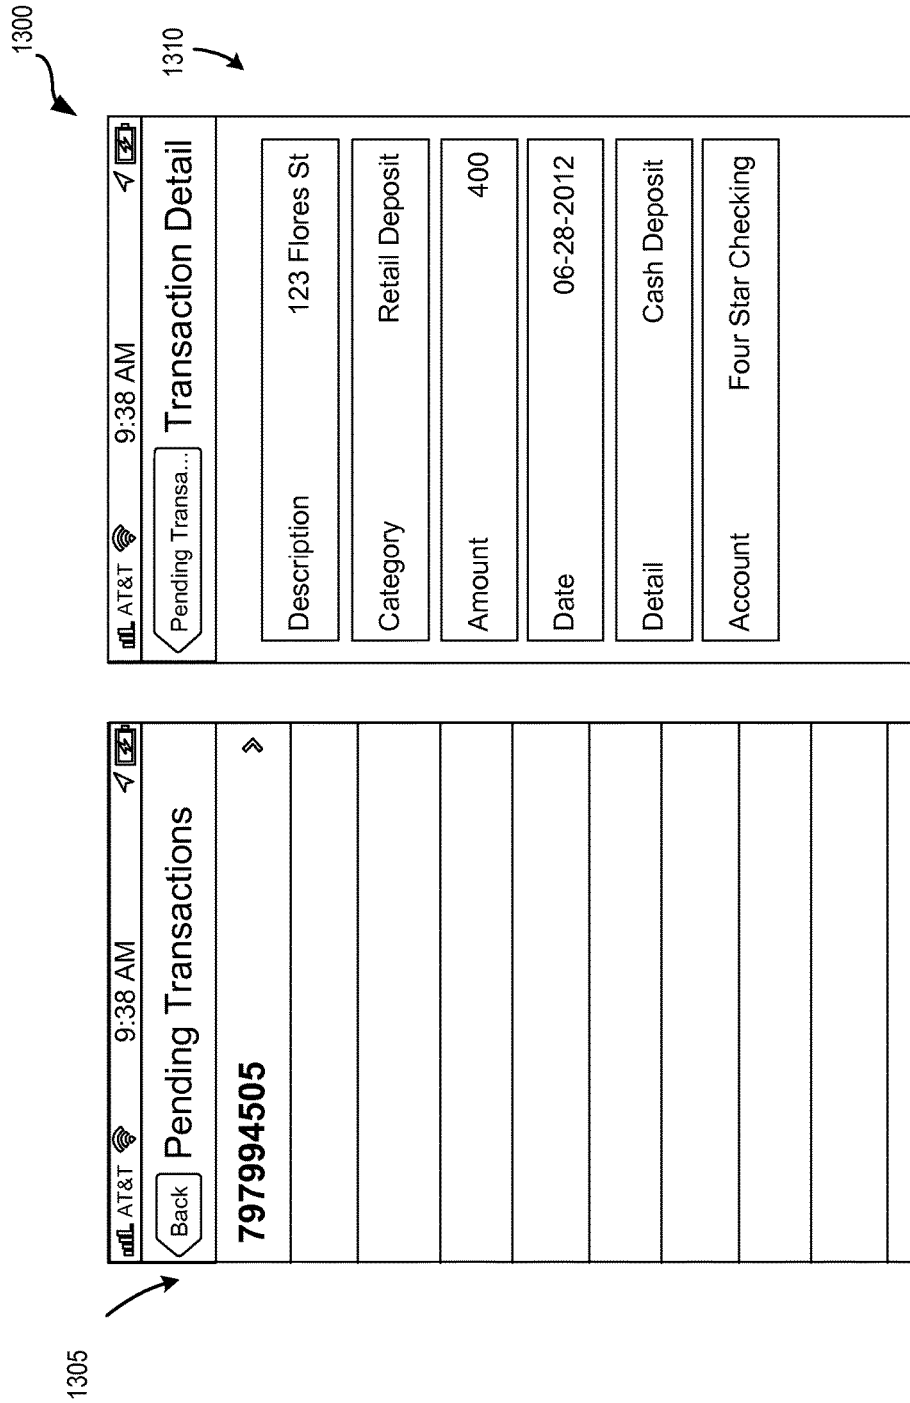 1300
1305
AT&T 9:38 AM
Back Pending Transactions
797994505
1310
AT&T 9:38 AM
Pending Transa... Transaction Detail
Description 123 Flores St
Category Retail Deposit
Amount 400
Date 06-28-2012
Detail Cash Deposit
Account Four Star Checking